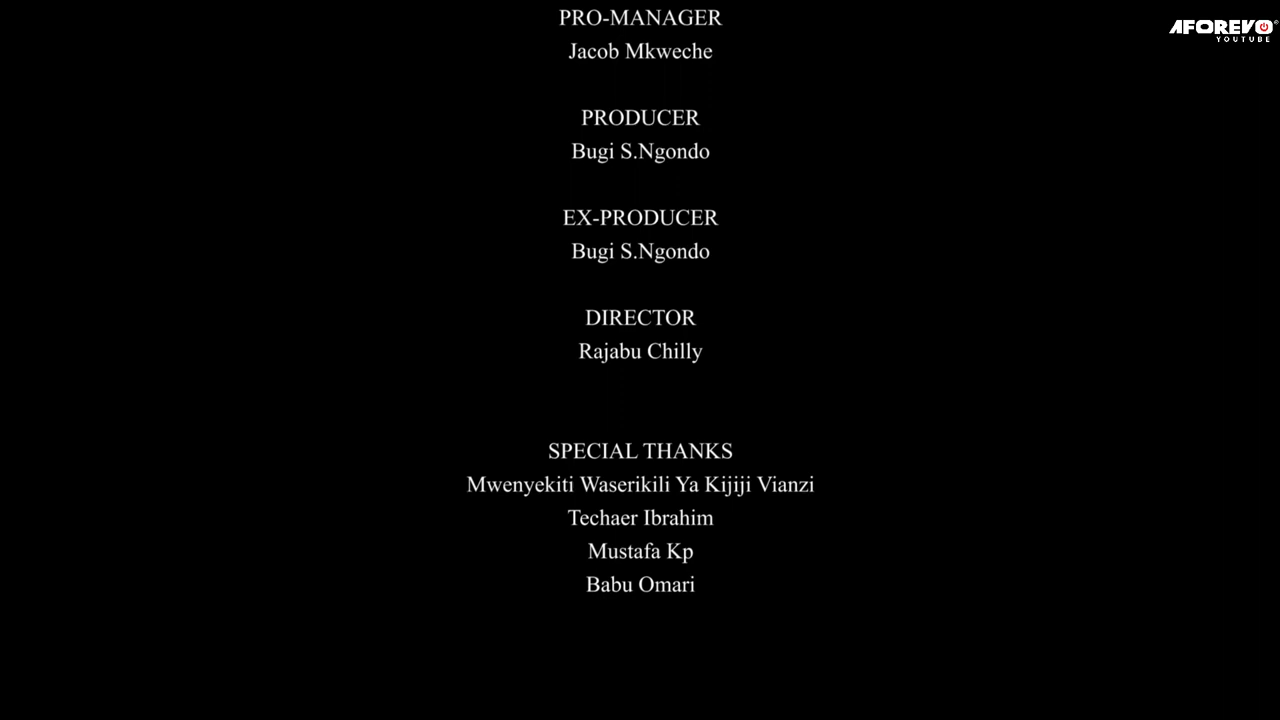 PRO-MANAGER
Jacob Mkweche
PRODUCER
Bugi S.Ngondo
EX-PRODUCER
Bugi S.Ngondo
DIRECTOR
Rajabu Chilly
SPECIAL THANKS
Mwenyekiti Waserikili Ya Kijiji Vianzi
Techaer Ibrahim
Mustafa Kp
Babu Omari
AFOREVO®
YOUTUBE